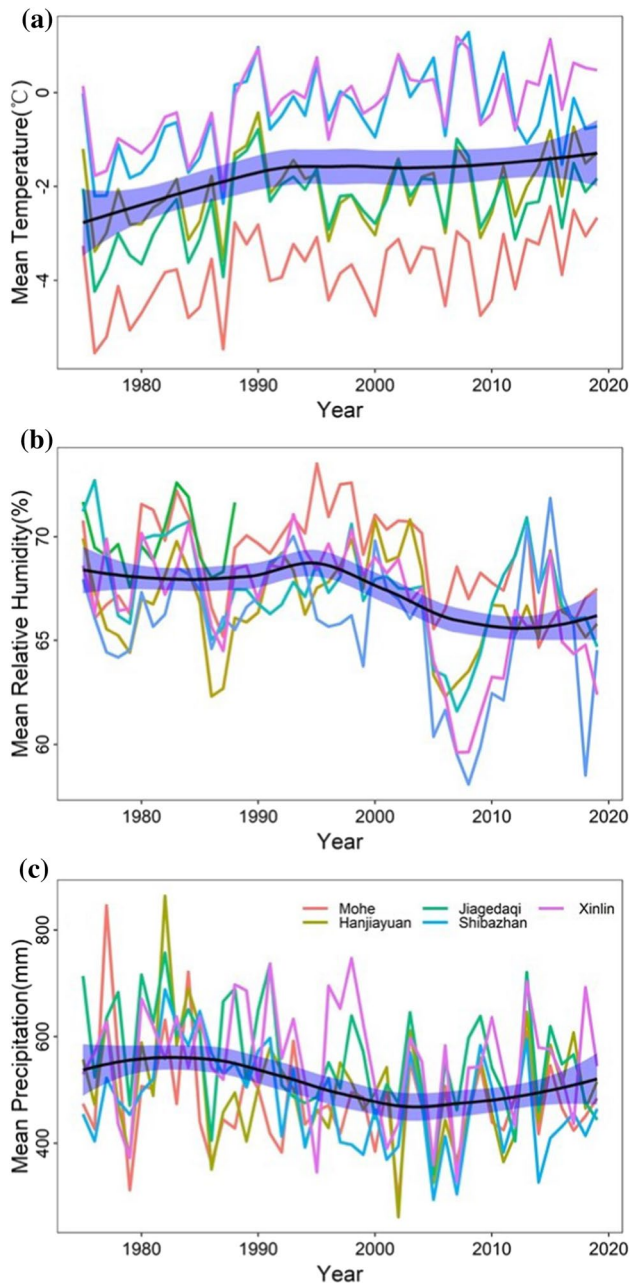 (a)
Mean Temperature(℃)
0
-2
-4
1980 1990 2000 2010 2020
Year
(b)
Mean Relative Humidity(%)
70
65
60
1980 1990 2000 2010 2020
Year
(c)
Mean Precipitation(mm)
Mohe Jiagedaqi Xinlin
Hanjiayuan Shibazhan
800
600
400
1980 1990 2000 2010 2020
Year